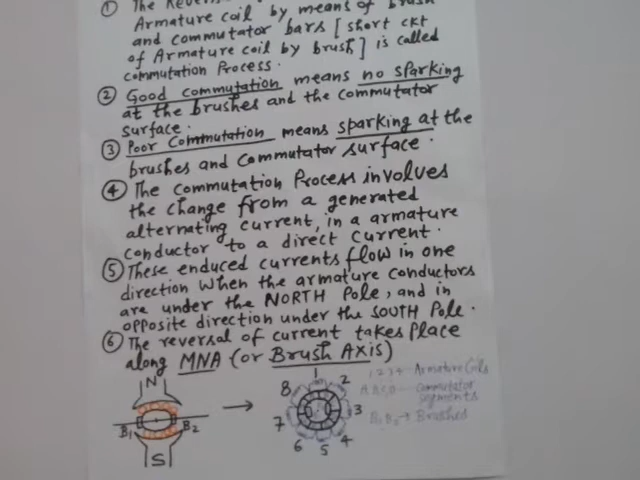 ① The Revers
Armature coil by means of Brush
and commutator bars [short ckt
of Armature coil by brush] is called
commutation Process.
② Good commutation means no sparking
at the brushes and the commutator
surface.
③ Poor Commutation means sparking at the
brushes and commutator surface.
④ The commutation Process involves
the change from a generated
alternating current, in a armature
conductor to a direct current.
⑤ These enduced currents flow in one
direction when the armature conductors
are under the NORTH Pole, and in
opposite direction under the SOUTH Pole.
⑥ The reversal of current takes Place
along MNA (or Brush Axis)
N
B1 B2
S
1
2
3
4
5
6
7
8
1234 Armature Coils
A,B,C,D - commutator
segments
B1 B2 → Brushed